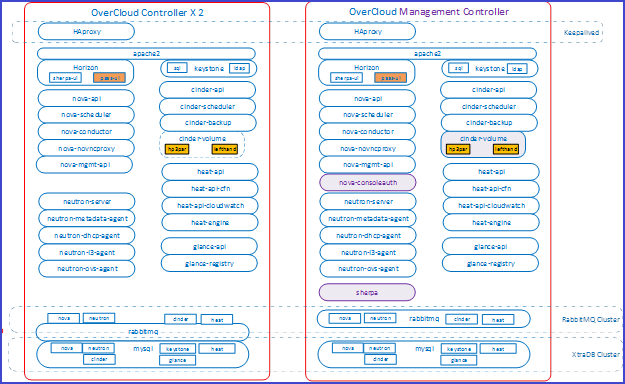 OverCloud Controller X 2
HAproxy
apache2
Horizon
sherpa-ui
pass-ui
sql
keystone
ldap
nova-api
nova-scheduler
nova-conductor
nova-novncproxy
nova-mgmt-api
cinder-api
cinder-scheduler
cinder-backup
cinder-volume
hp3par
lefthand
neutron-server
neutron-metadata-agent
neutron-dhcp-agent
neutron-l3-agent
neutron-ovs-agent
heat-api
heat-api-cfn
heat-api-cloudwatch
heat-engine
glance-api
glance-registry
nova
neutron
cinder
heat
rabbitmq
nova
neutron
mysql
keystone
heat
cinder
glance
OverCloud Management Controller
HAproxy
Keepalived
apache2
Horizon
sherpa-ui
pass-ui
sql
keystone
ldap
nova-api
nova-scheduler
nova-conductor
nova-novncproxy
nova-mgmt-api
nova-consoleauth
cinder-api
cinder-scheduler
cinder-backup
cinder-volume
hp3par
lefthand
neutron-server
neutron-metadata-agent
neutron-dhcp-agent
neutron-l3-agent
neutron-ovs-agent
sherpa
heat-api
heat-api-cfn
heat-api-cloudwatch
heat-engine
glance-api
glance-registry
nova
neutron
rabbitmq
cinder
heat
RabbitMQ Cluster
nova
neutron
mysql
keystone
heat
cinder
glance
XtraDB Cluster